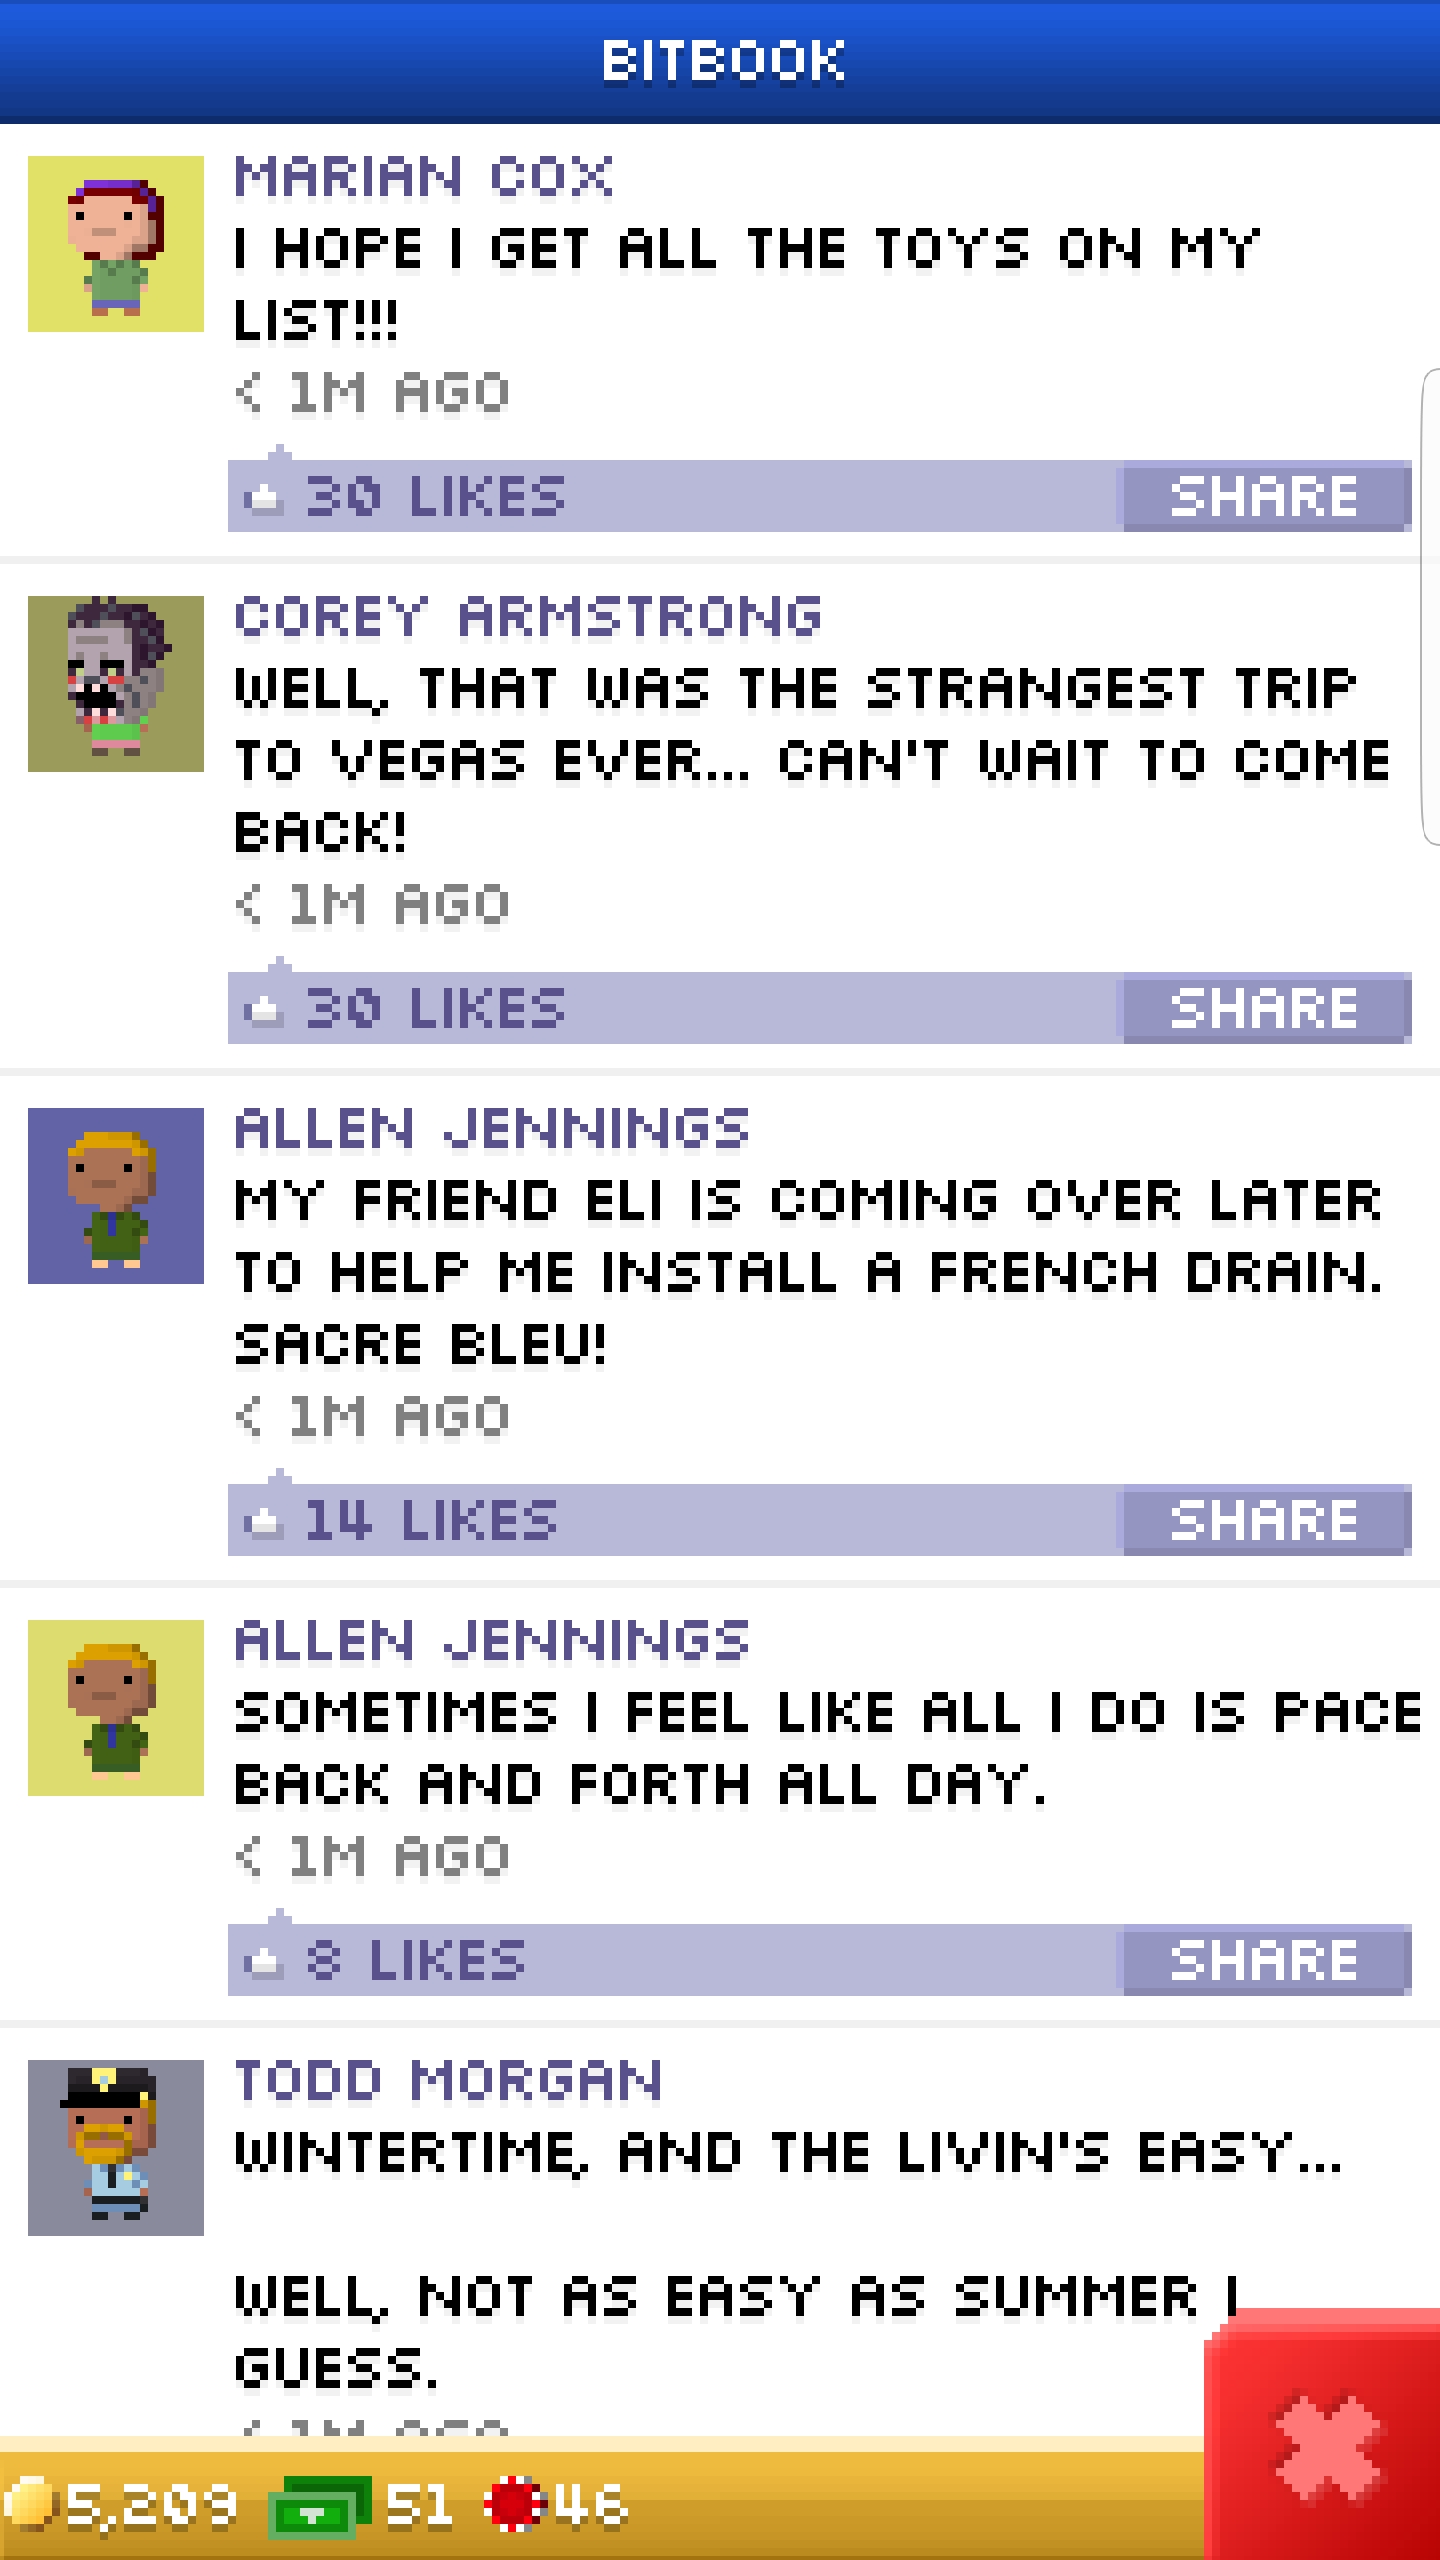 BITBOOK
MARIAN COX
I HOPE I GET ALL THE TOYS ON MY
LIST!!!
< 1M AGO
30 LIKES
SHARE
COREY ARMSTRONG
WELL, THAT WAS THE STRANGEST TRIP
TO VEGAS EVER... CAN'T WAIT TO COME
BACK!
< 1M AGO
30 LIKES
SHARE
ALLEN JENNINGS
MY FRIEND ELI IS COMING OVER LATER
TO HELP ME INSTALL A FRENCH DRAIN.
SACRE BLEU!
< 1M AGO
14 LIKES
SHARE
ALLEN JENNINGS
SOMETIMES I FEEL LIKE ALL I DO IS PACE
BACK AND FORTH ALL DAY.
< 1M AGO
8 LIKES
SHARE
TODD MORGAN
WINTERTIME, AND THE LIVIN'S EASY...
WELL, NOT AS EASY AS SUMMER I
GUESS.
< 1M AGO
5,209 51 46